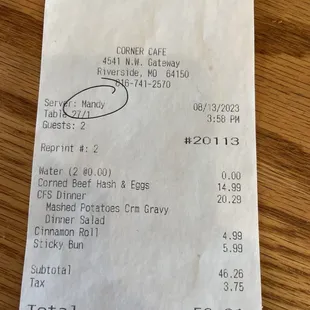 CORNER CAFE
4541 N.W. Gateway
Riverside, MO 64150
816-741-2570
Server: Mandy 08/13/2023
Table 27/1 3:58 PM
Guests: 2
#20113
Reprint #: 2
Water (2 @0.00) 0.00
Corned Beef Hash & Eggs 14.99
CFS Dinner 20.29
Mashed Potatoes Crm Gravy
Dinner Salad
Cinnamon Roll 4.99
Sticky Bun 5.99
Subtotal 46.26
Tax 3.75
Total